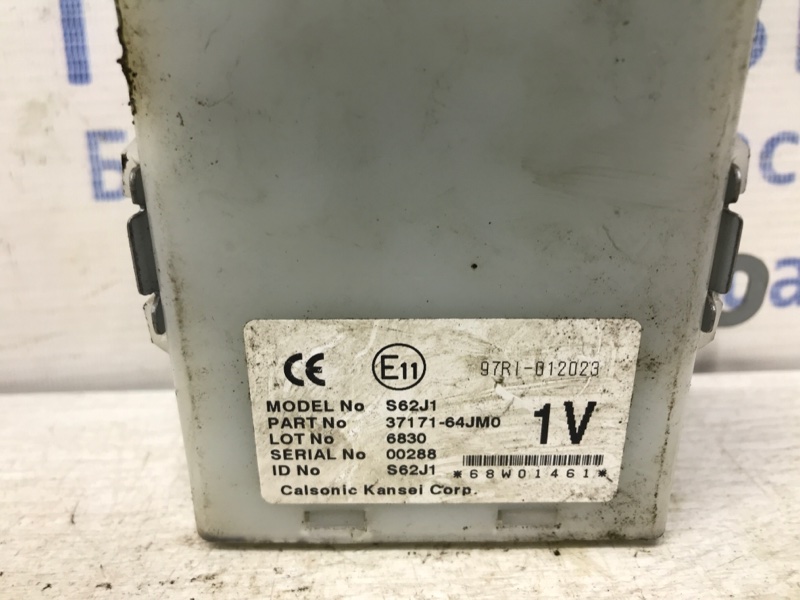 CE E11 97RI-012023
MODEL No S62J1
PART No 37171-64JM0
LOT No 6830
SERIAL No 00288
ID No S62J1
1V
*68W01461*
Calsonic Kansei Corp.